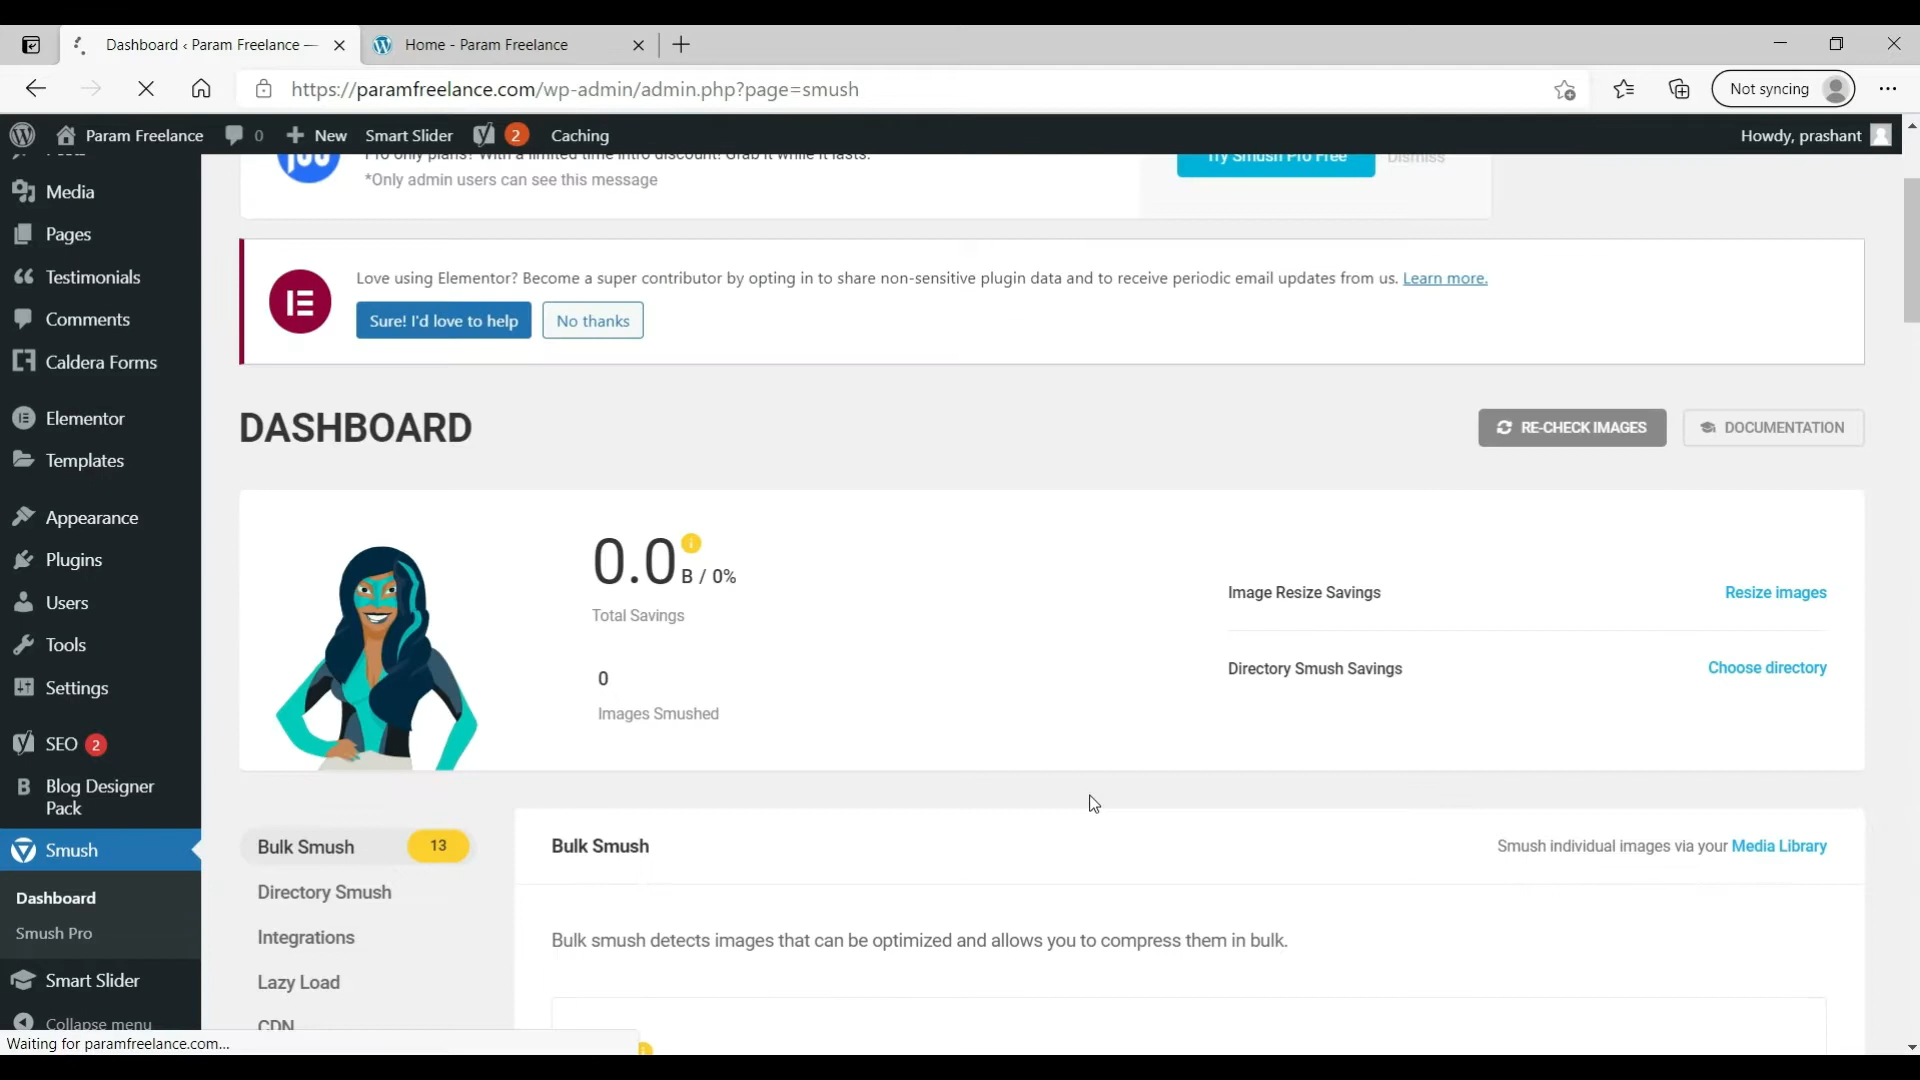 Dashboard ‹ Param Freelance —
Home - Param Freelance
https://paramfreelance.com/wp-admin/admin.php?page=smush
Not syncing
Param Freelance
0
New
Smart Slider
2
Caching
Howdy, prashant
Media
Pages
Testimonials
Comments
Caldera Forms
Elementor
Templates
Appearance
Plugins
Users
Tools
Settings
SEO 2
Blog Designer
Pack
Smush
Dashboard
Smush Pro
Smart Slider
Collapse menu
Waiting for paramfreelance.com...
Pro only plans? With a limited time intro discount! Grab it while it lasts.
*Only admin users can see this message
Try Smush Pro Free
Dismiss
Love using Elementor? Become a super contributor by opting in to share non-sensitive plugin data and to receive periodic email updates from us. Learn more.
Sure! I'd love to help
No thanks
DASHBOARD
RE-CHECK IMAGES
DOCUMENTATION
0.0 B / 0%
Total Savings
0
Images Smushed
Image Resize Savings
Resize images
Directory Smush Savings
Choose directory
Bulk Smush
13
Directory Smush
Integrations
Lazy Load
CDN
Bulk Smush
Smush individual images via your Media Library
Bulk smush detects images that can be optimized and allows you to compress them in bulk.